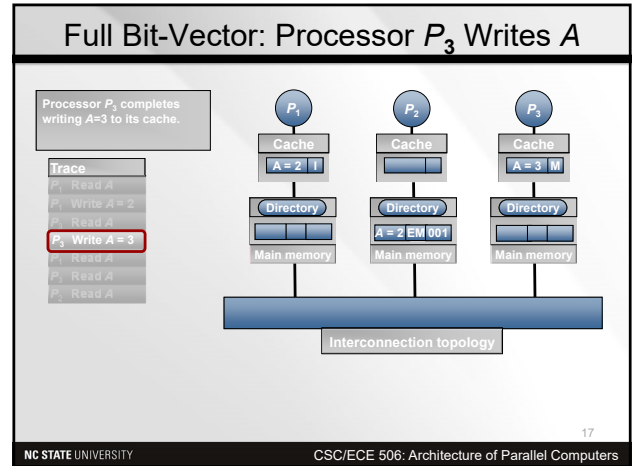 Full Bit-Vector: Processor P₃ Writes A
Processor P₃ completes
writing A=3 to its cache.
Trace
P₁ Read A
P₁ Write A = 2
P₃ Read A
P₃ Write A = 3
P₁ Read A
P₃ Read A
P₂ Read A
P₁
Cache
A = 2 I
Directory
Main memory
P₂
Cache
Directory
A = 2 EM 001
Main memory
P₃
Cache
A = 3 M
Directory
Main memory
Interconnection topology
17
NC STATE UNIVERSITY
CSC/ECE 506: Architecture of Parallel Computers